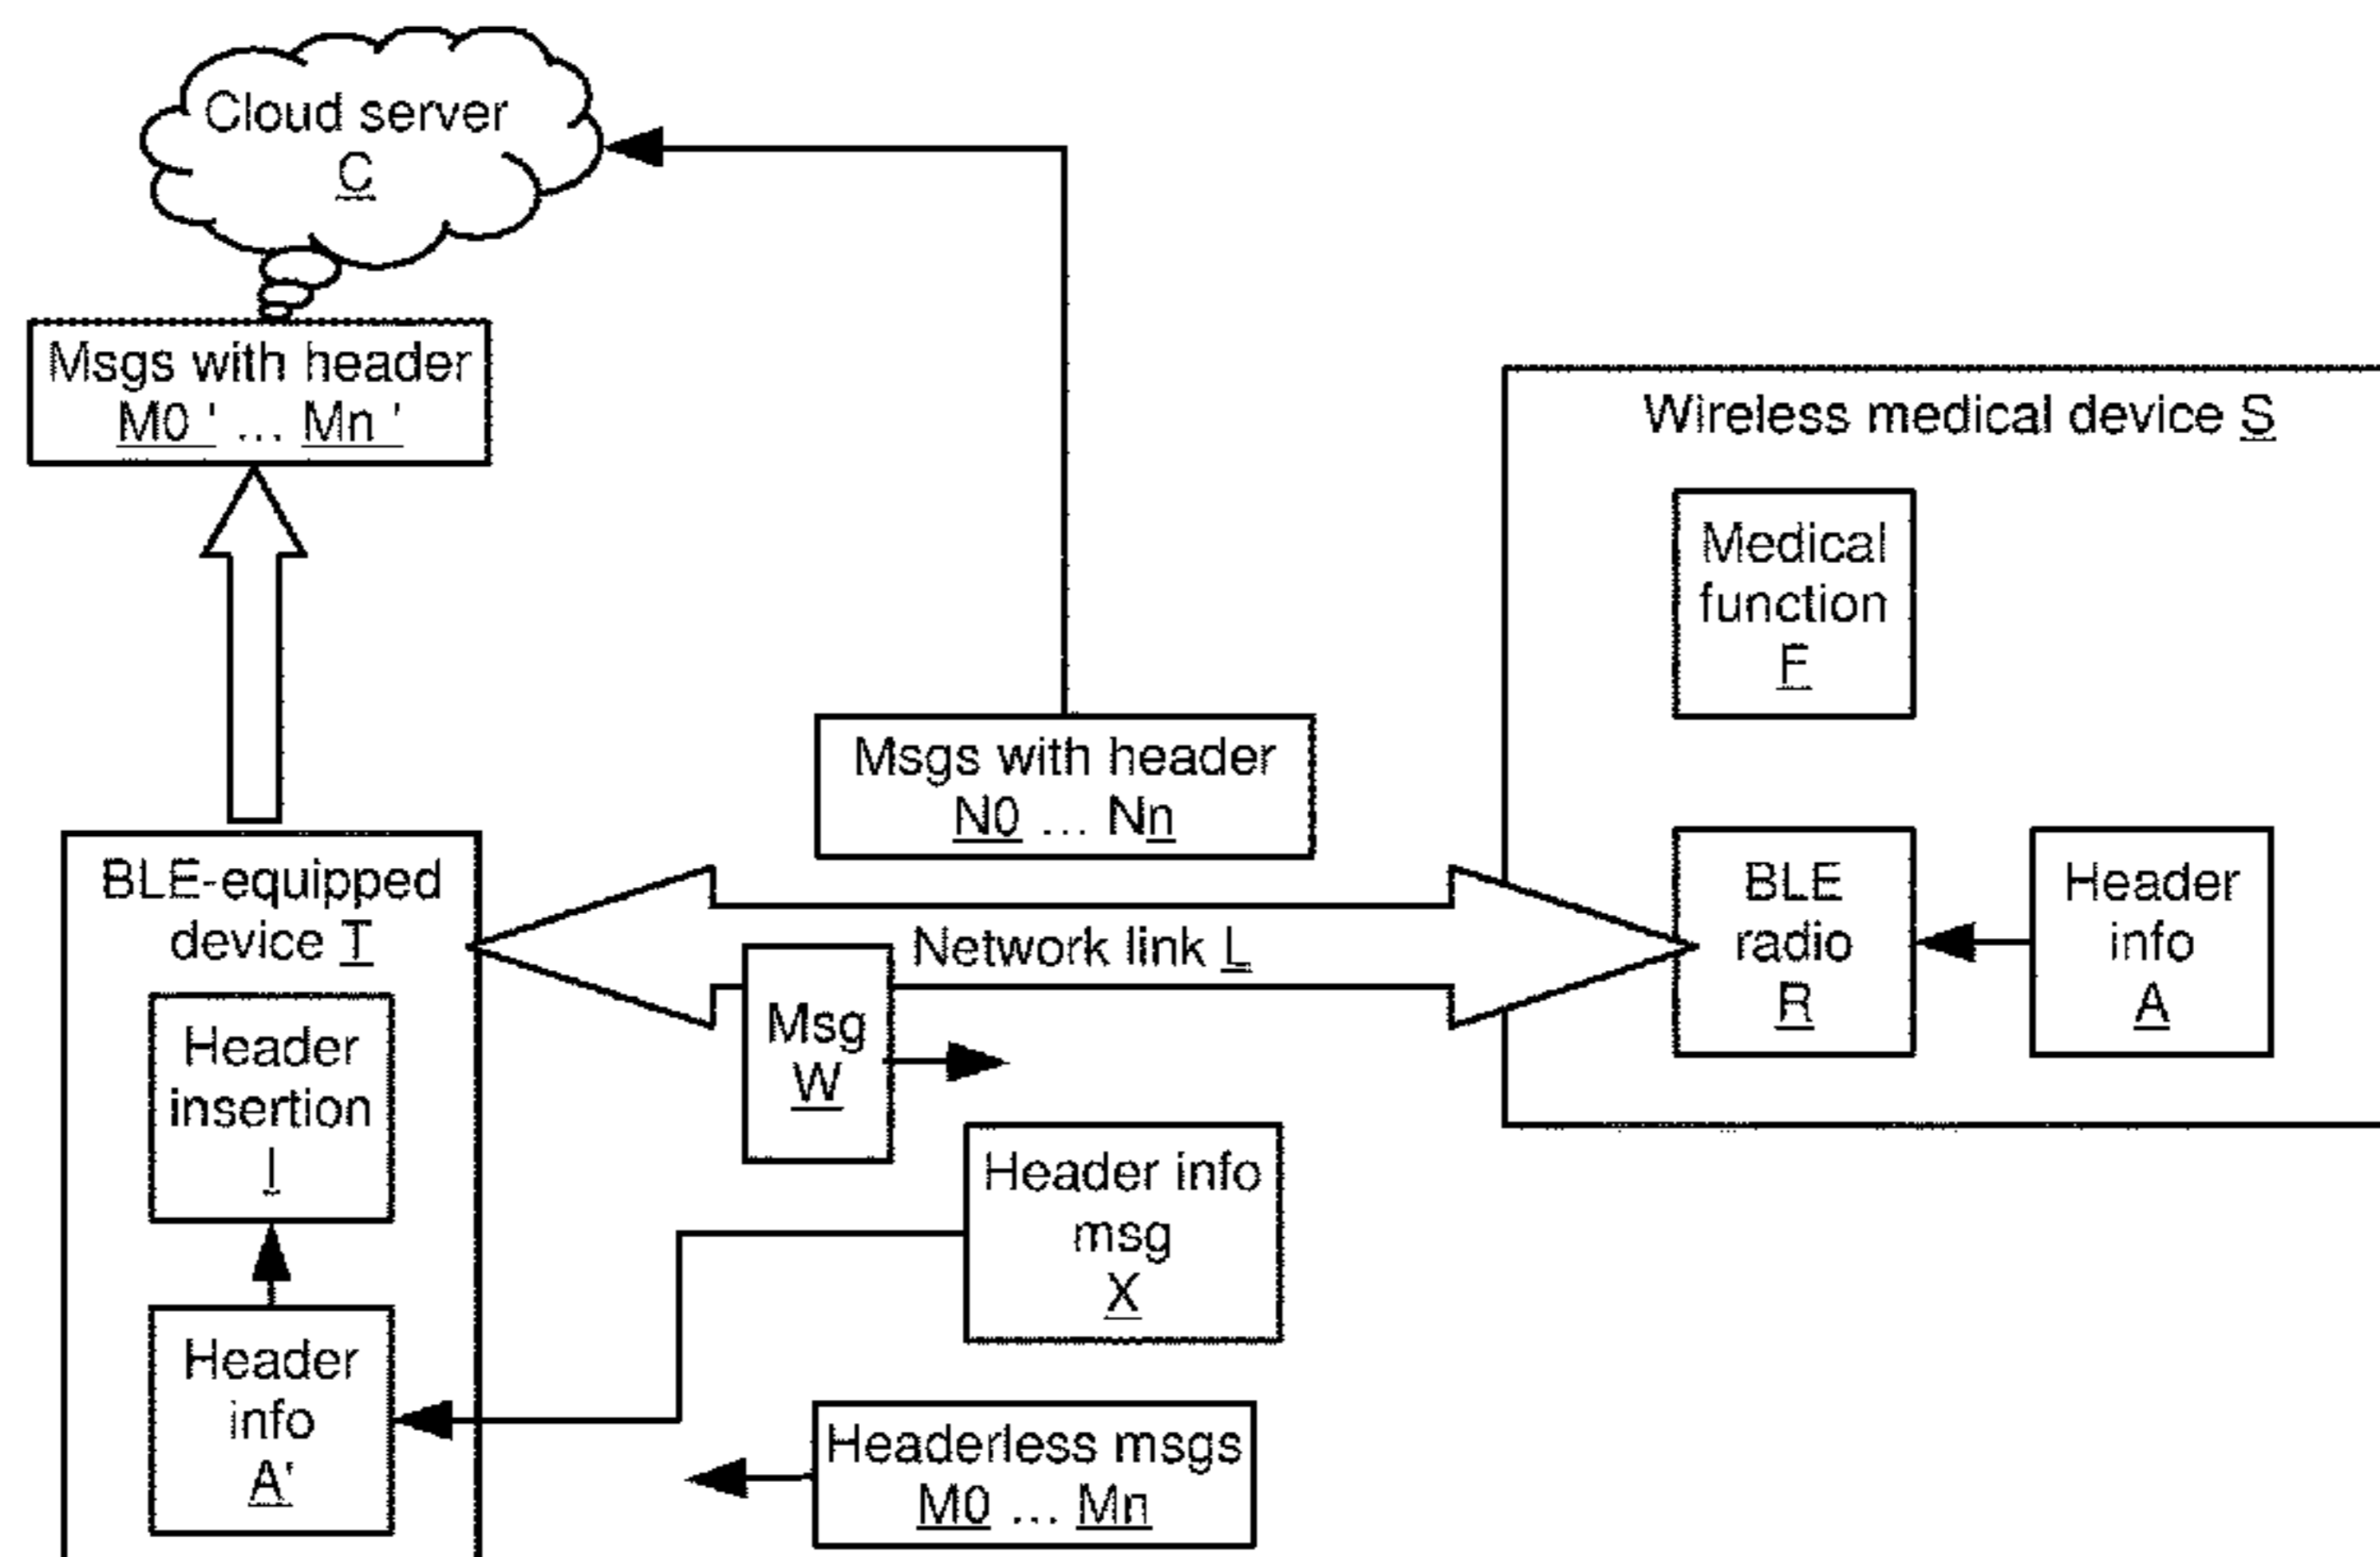 Cloud server
C
Msgs with header
M0 ' ... Mn '
Wireless medical device S
Medical
function
F
Msgs with header
N0 ... Nn
BLE-equipped
device T
Network link L
BLE
radio
R
Header
info
A
Header
insertion
I
Msg
W
Header info
msg
X
Header
info
A'
Headerless msgs
M0 ... Mn